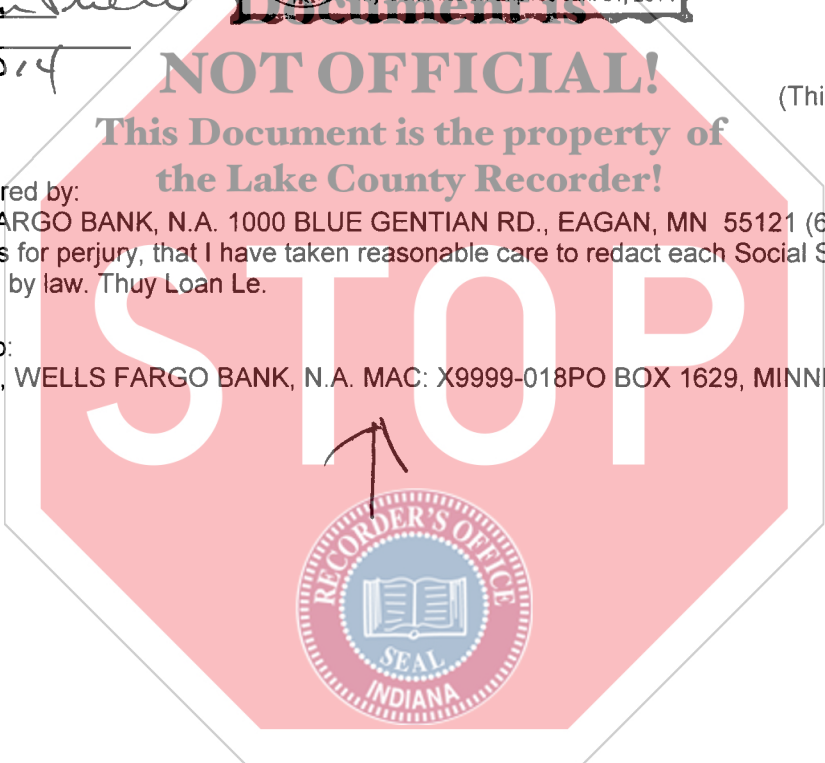 Document is
NOT OFFICIAL!
(Thi
This Document is the property of
the Lake County Recorder!
red by:
ARGO BANK, N.A. 1000 BLUE GENTIAN RD., EAGAN, MN 55121 (6
s for perjury, that I have taken reasonable care to redact each Social S
by law. Thuy Loan Le.
o:
, WELLS FARGO BANK, N.A. MAC: X9999-018PO BOX 1629, MINN
STOP
RECORDER'S OFFICE
SEAL
INDIANA